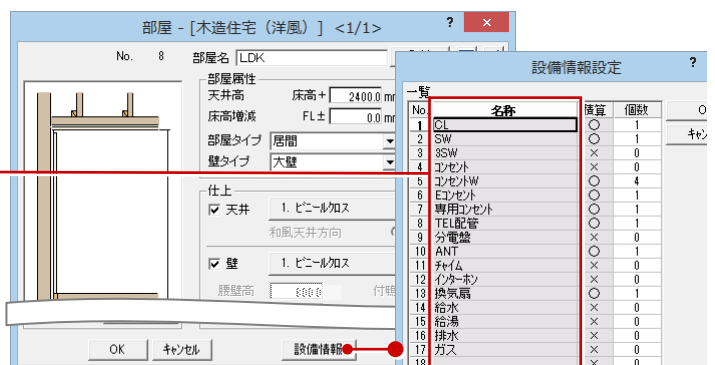 部屋 - [木造住宅（洋風）] <1/1> ? ×
No. 8 部屋名 LDK
部屋属性
天井高 床高+ 2400.0 mm
床高増減 FL± 0.0 mm
部屋タイプ 居間
壁タイプ 大壁
仕上
天井 1. ビニールクロス
和風天井方向
壁 1. ビニールクロス
腰壁高
OK キャンセル 設備情報
設備情報設定 ?
一覧
No. 名称 積算 個数
1 CL ○ 1
2 SW ○ 1
3 3SW × 0
4 コンセント × 0
5 コンセントW ○ 4
6 Eコンセント ○ 1
7 専用コンセント ○ 1
8 TEL配管 ○ 1
9 分電盤 × 0
10 ANT ○ 1
11 チャイム × 0
12 インターホン × 0
13 換気扇 ○ 1
14 給水 × 0
15 給湯 × 0
16 排水 × 0
17 ガス × 0
18 × 0